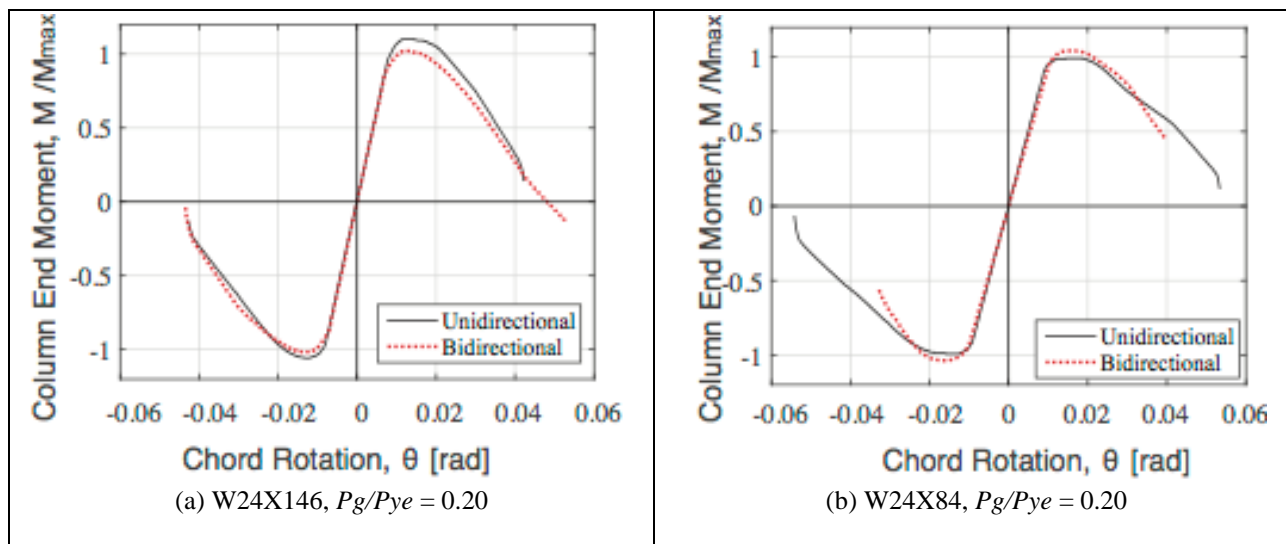 Column End Moment, M /Mmax
1
0.5
0
-0.5
-1
Unidirectional
Bidirectional
-0.06 -0.04 -0.02 0 0.02 0.04 0.06
Chord Rotation, θ [rad]
(a) W24X146, Pg/Pye = 0.20
Column End Moment, M /Mmax
1
0.5
0
-0.5
-1
Unidirectional
Bidirectional
-0.06 -0.04 -0.02 0 0.02 0.04 0.06
Chord Rotation, θ [rad]
(b) W24X84, Pg/Pye = 0.20